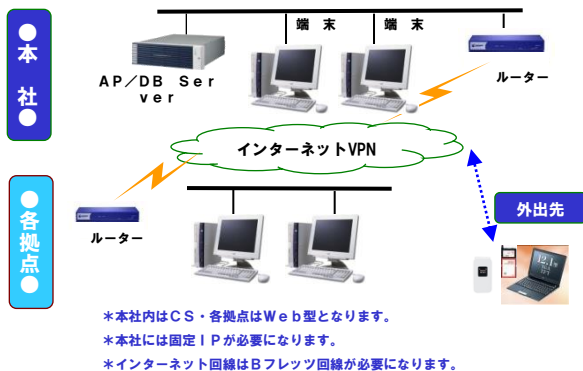 ●本社●
端 末
端 末
AP/DB Ser
ver
ルーター
インターネットVPN
●各拠点●
ルーター
外出先
12.1
*本社内はCS・各拠点はWeb型となります。
*本社には固定IPが必要になります。
*インターネット回線はBフレッツ回線が必要になります。